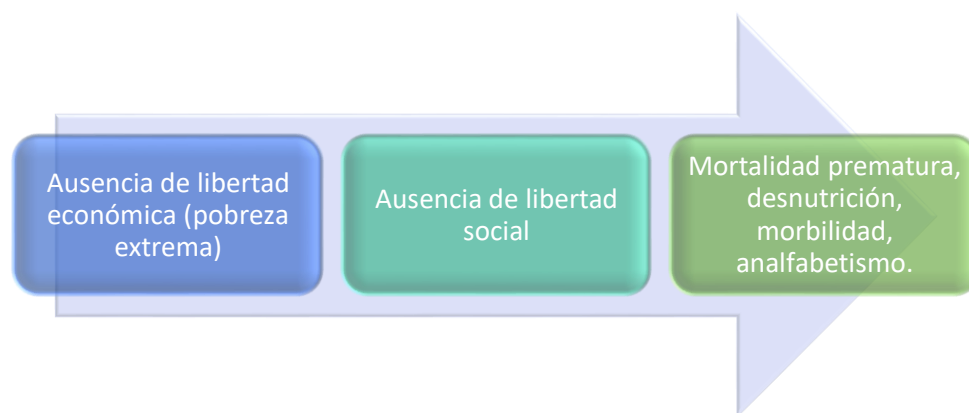 Ausencia de libertad
económica (pobreza
extrema)
Ausencia de libertad
social
Mortalidad prematura,
desnutrición,
morbilidad,
analfabetismo.